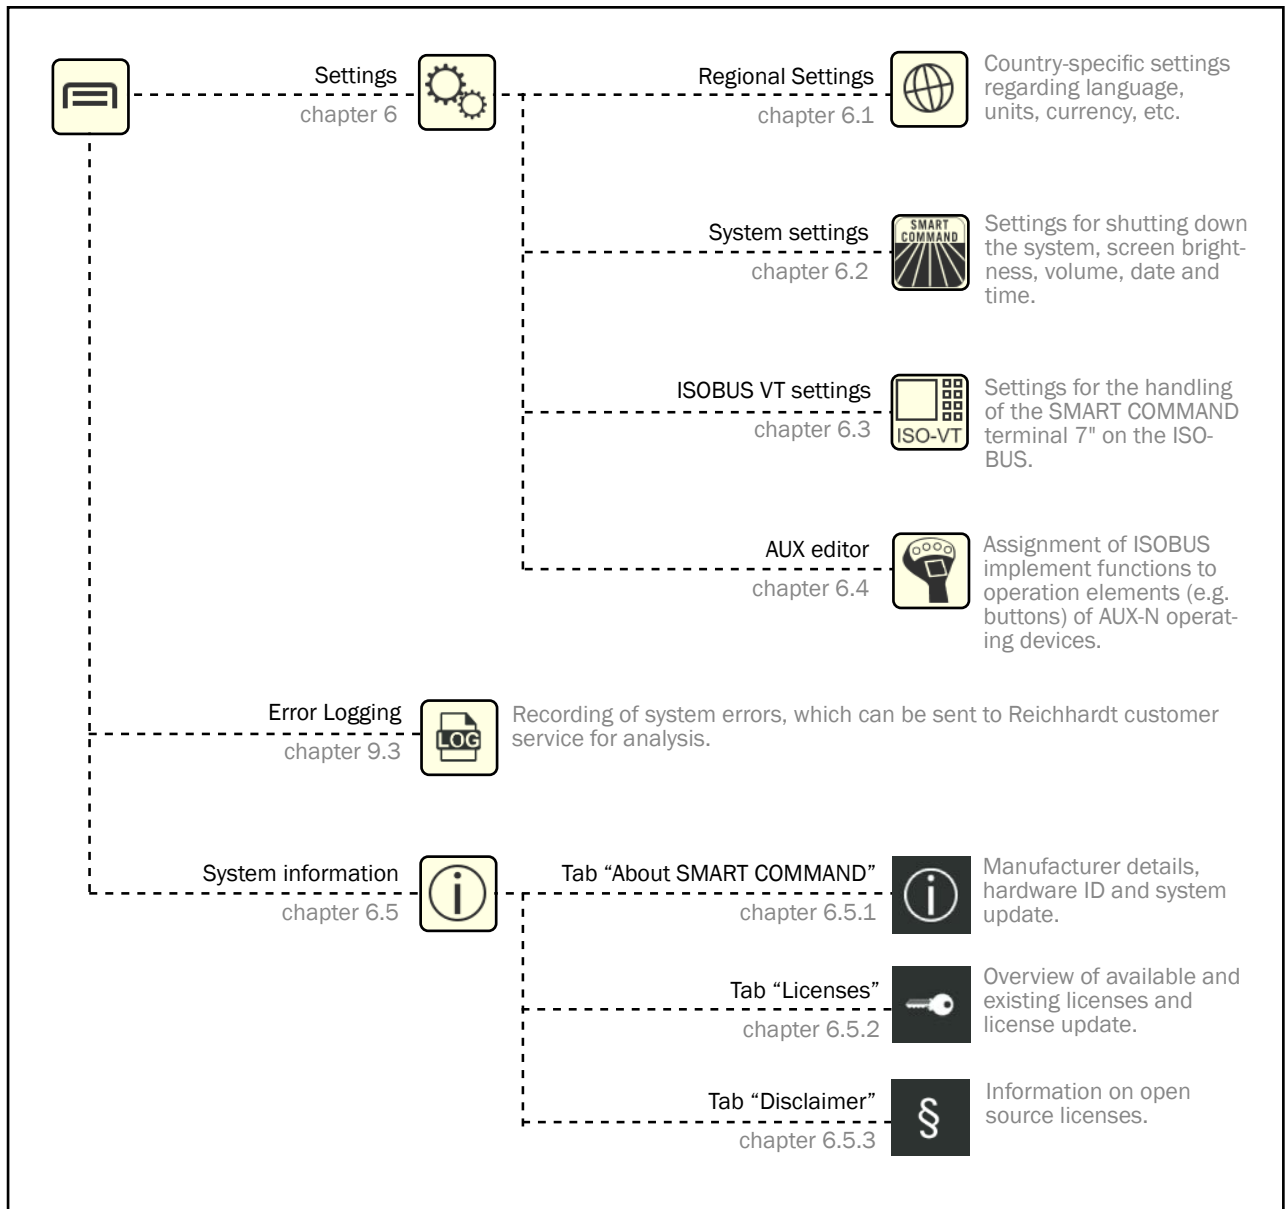 Settings
chapter 6
Regional Settings
chapter 6.1
Country-specific settings
regarding language,
units, currency, etc.
System settings
chapter 6.2
SMART
COMMAND
Settings for shutting down
the system, screen bright-
ness, volume, date and
time.
ISOBUS VT settings
chapter 6.3
ISO-VT
Settings for the handling
of the SMART COMMAND
terminal 7" on the ISO-
BUS.
AUX editor
chapter 6.4
Assignment of ISOBUS
implement functions to
operation elements (e.g.
buttons) of AUX-N operat-
ing devices.
Error Logging
chapter 9.3
LOG
Recording of system errors, which can be sent to Reichhardt customer
service for analysis.
System information
chapter 6.5
i
Tab “About SMART COMMAND”
chapter 6.5.1
i
Manufacturer details,
hardware ID and system
update.
Tab “Licenses”
chapter 6.5.2
Overview of available and
existing licenses and
license update.
Tab “Disclaimer”
chapter 6.5.3
§
Information on open
source licenses.